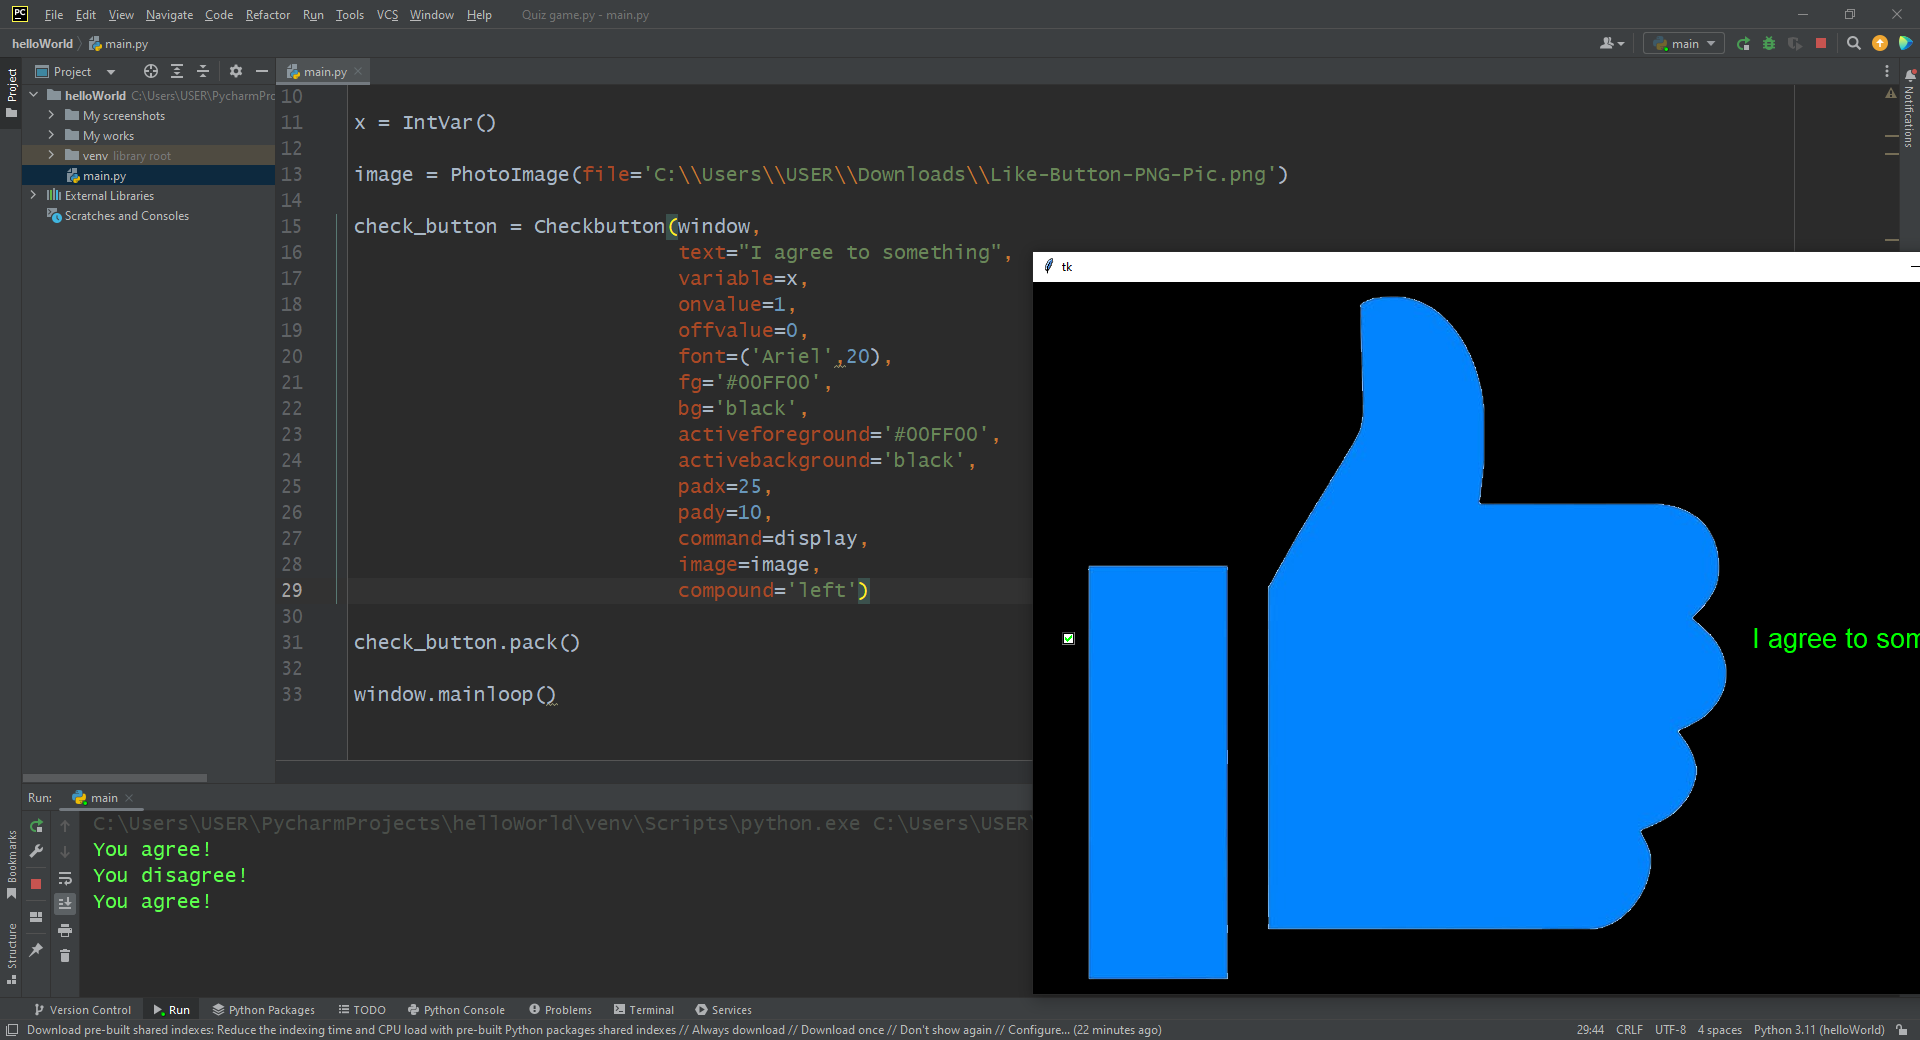 PC File Edit View Navigate Code Refactor Run Tools VCS Window Help Quiz game.py - main.py
helloWorld main.py
main
Project
Project
main.py
Notifications
helloWorld C:\Users\USER\PycharmPro
My screenshots
My works
venv library root
main.py
External Libraries
Scratches and Consoles
10
11 x = IntVar()
12
13 image = PhotoImage(file='C:\\Users\\USER\\Downloads\\Like-Button-PNG-Pic.png')
14
15 check_button = Checkbutton(window,
16 text="I agree to something",
17 variable=x,
18 onvalue=1,
19 offvalue=0,
20 font=('Ariel',20),
21 fg='#00FF00',
22 bg='black',
23 activeforeground='#00FF00',
24 activebackground='black',
25 padx=25,
26 pady=10,
27 command=display,
28 image=image,
29 compound='left')
30
31 check_button.pack()
32
33 window.mainloop()
tk
I agree to som
Run: main
C:\Users\USER\PycharmProjects\helloWorld\venv\Scripts\python.exe C:\Users\USER\
You agree!
You disagree!
You agree!
Bookmarks
Structure
Version Control Run Python Packages TODO Python Console Problems Terminal Services
Download pre-built shared indexes: Reduce the indexing time and CPU load with pre-built Python packages shared indexes // Always download // Download once // Don't show again // Configure... (22 minutes ago)
29:44 CRLF UTF-8 4 spaces Python 3.11 (helloWorld)